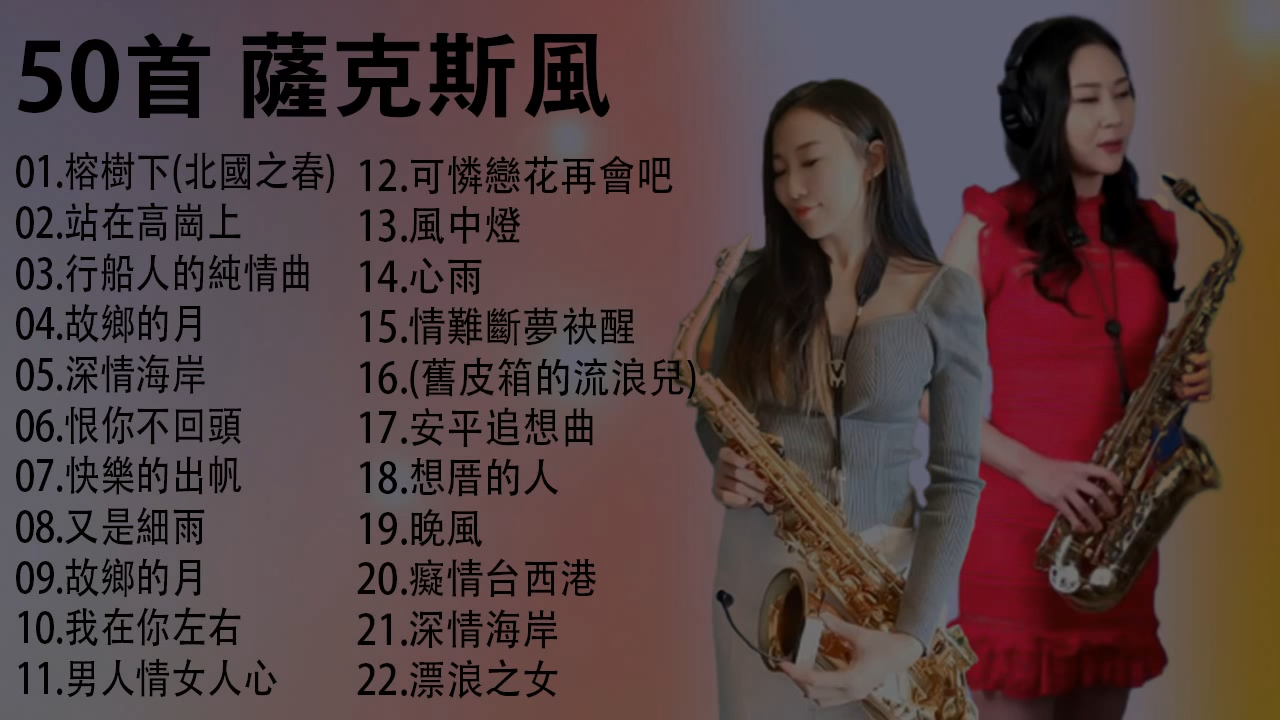 50首 薩克斯風
01.榕樹下(北國之春)
02.站在高崗上
03.行船人的純情曲
04.故鄉的月
05.深情海岸
06.恨你不回頭
07.快樂的出帆
08.又是細雨
09.故鄉的月
10.我在你左右
11.男人情女人心
12.可憐戀花再會吧
13.風中燈
14.心雨
15.情難斷夢袂醒
16.(舊皮箱的流浪兒)
17.安平追想曲
18.想厝的人
19.晚風
20.癡情台西港
21.深情海岸
22.漂浪之女